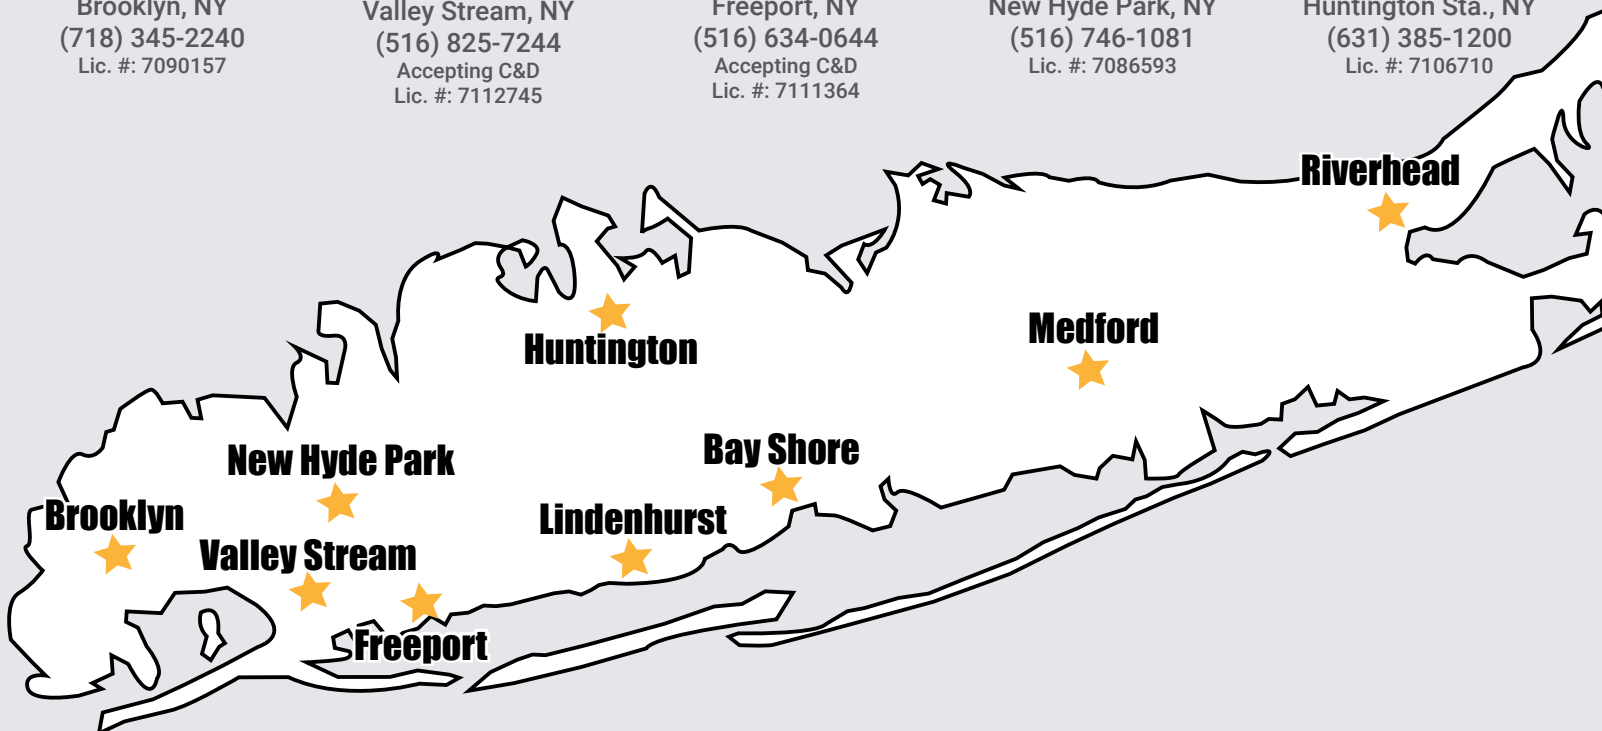 Brooklyn, NY
(718) 345-2240
Lic. #: 7090157
Valley Stream, NY
(516) 825-7244
Accepting C&D
Lic. #: 7112745
Freeport, NY
(516) 634-0644
Accepting C&D
Lic. #: 7111364
New Hyde Park, NY
(516) 746-1081
Lic. #: 7086593
Huntington Sta., NY
(631) 385-1200
Lic. #: 7106710
Riverhead
Huntington
Medford
New Hyde Park
Bay Shore
Brooklyn
Lindenhurst
Valley Stream
Freeport